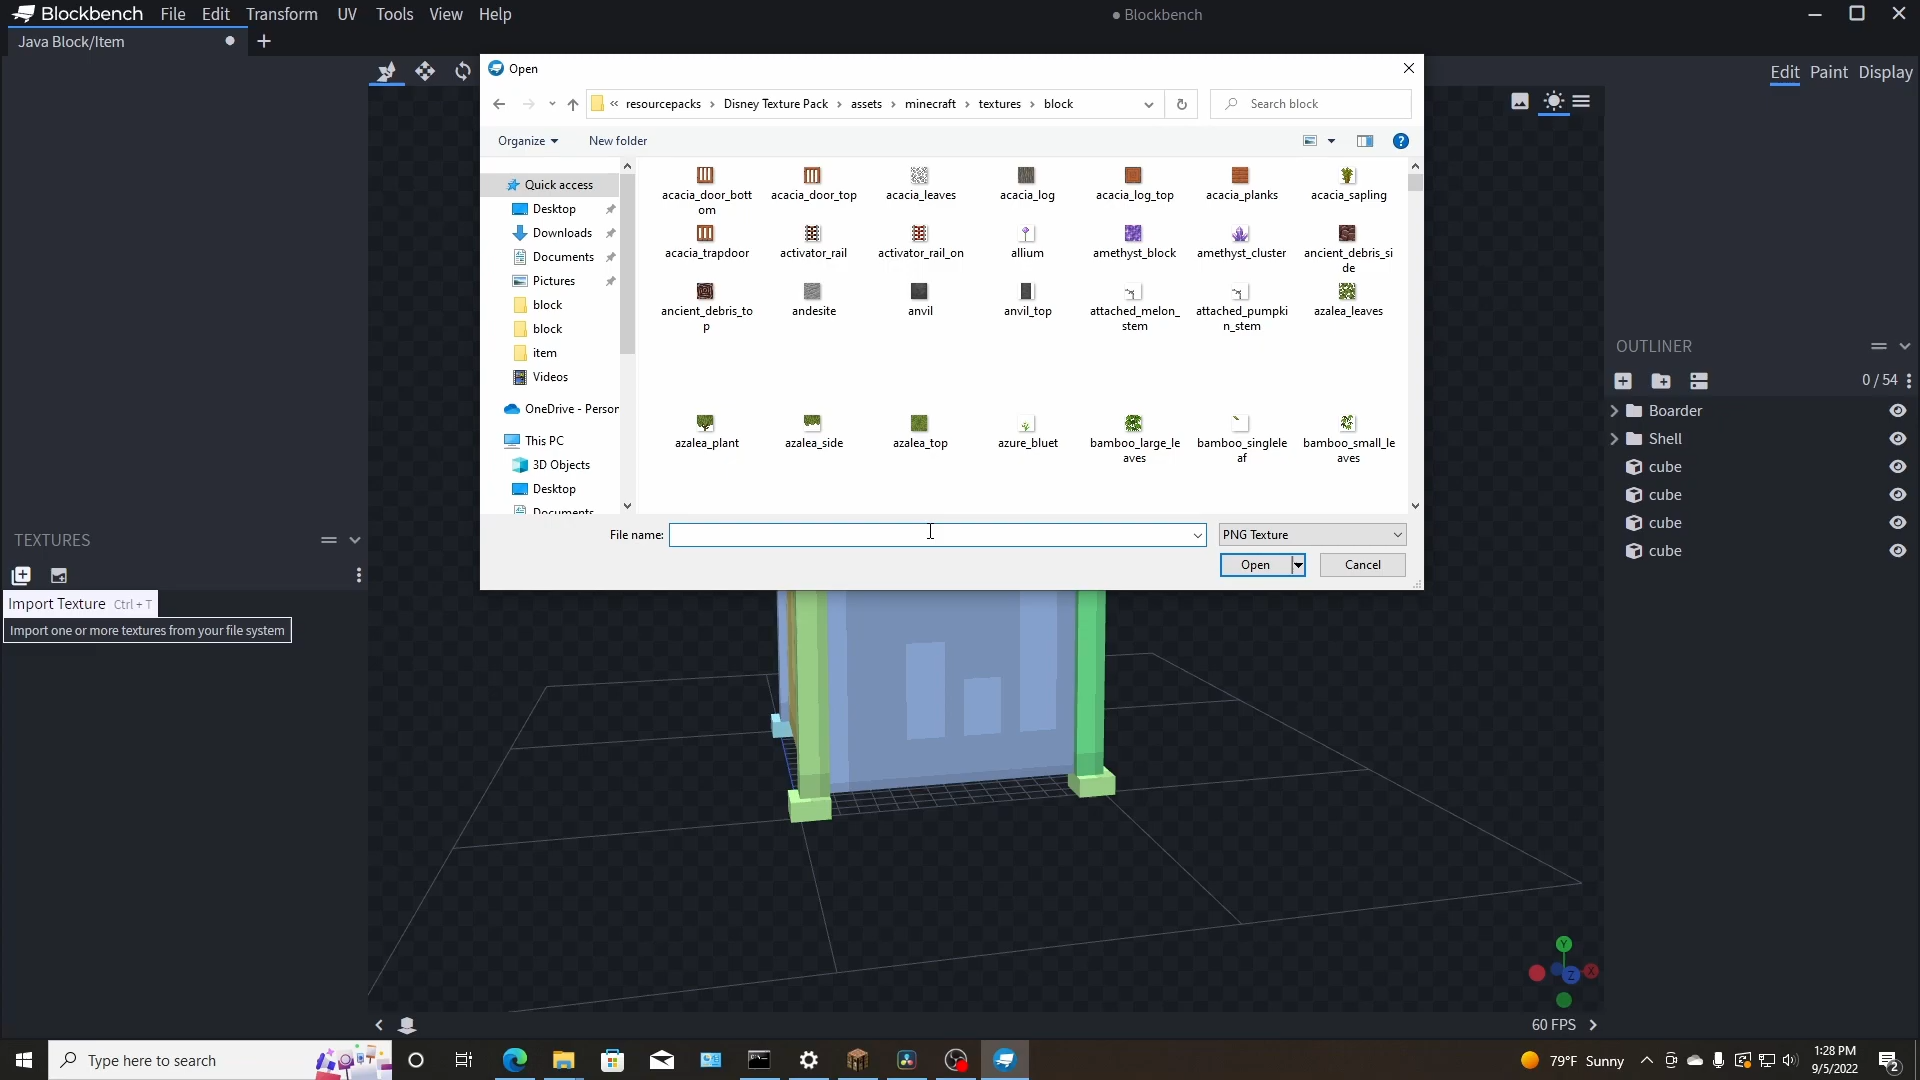 Blockbench File Edit Transform UV Tools View Help
● Blockbench
Java Block/Item
Edit Paint Display
Open
« resourcepacks › Disney Texture Pack › assets › minecraft › textures › block
Search block
Organize
New folder
Quick access
Desktop
Downloads
Documents
Pictures
block
block
item
Videos
OneDrive - Person
This PC
3D Objects
Desktop
Documents
acacia_door_bott
om
acacia_door_top
acacia_leaves
acacia_log
acacia_log_top
acacia_planks
acacia_sapling
acacia_trapdoor
activator_rail
activator_rail_on
allium
amethyst_block
amethyst_cluster
ancient_debris_si
de
ancient_debris_to
p
andesite
anvil
anvil_top
attached_melon_
stem
attached_pumpki
n_stem
azalea_leaves
azalea_plant
azalea_side
azalea_top
azure_bluet
bamboo_large_le
aves
bamboo_singlele
af
bamboo_small_le
aves
File name:
PNG Texture
Open
Cancel
TEXTURES
Import Texture Ctrl + T
Import one or more textures from your file system
OUTLINER
0 / 54
Boarder
Shell
cube
cube
cube
cube
Y
X
Z
60 FPS
Type here to search
79°F Sunny
1:28 PM
9/5/2022
2